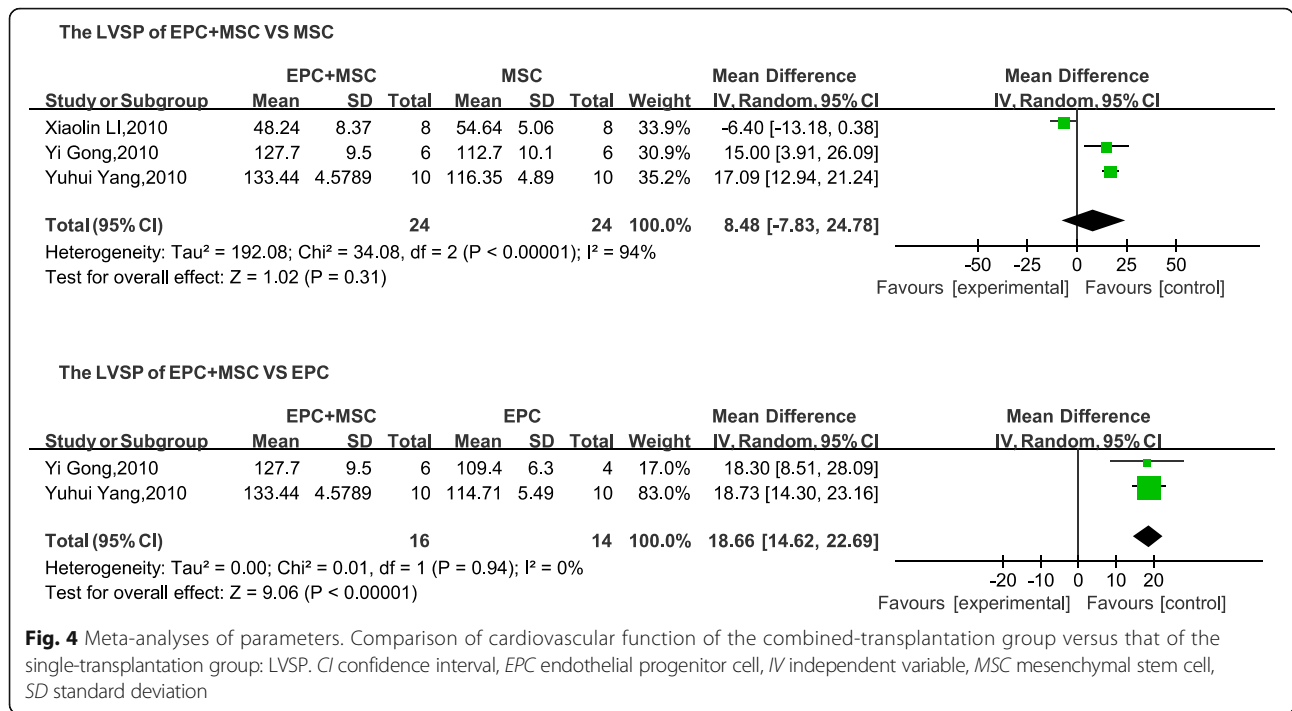 The LVSP of EPC+MSC VS MSC
EPC+MSC MSC Mean Difference Mean Difference
Study or Subgroup Mean SD Total Mean SD Total Weight IV, Random, 95% CI IV, Random, 95% CI
Xiaolin LI,2010 48.24 8.37 8 54.64 5.06 8 33.9% -6.40 [-13.18, 0.38]
Yi Gong,2010 127.7 9.5 6 112.7 10.1 6 30.9% 15.00 [3.91, 26.09]
Yuhui Yang,2010 133.44 4.5789 10 116.35 4.89 10 35.2% 17.09 [12.94, 21.24]
Total (95% CI) 24 24 100.0% 8.48 [-7.83, 24.78]
Heterogeneity: Tau² = 192.08; Chi² = 34.08, df = 2 (P < 0.00001); I² = 94%
Test for overall effect: Z = 1.02 (P = 0.31)
-50 -25 0 25 50
Favours [experimental] Favours [control]
The LVSP of EPC+MSC VS EPC
EPC+MSC EPC Mean Difference Mean Difference
Study or Subgroup Mean SD Total Mean SD Total Weight IV, Random, 95% CI IV, Random, 95% CI
Yi Gong,2010 127.7 9.5 6 109.4 6.3 4 17.0% 18.30 [8.51, 28.09]
Yuhui Yang,2010 133.44 4.5789 10 114.71 5.49 10 83.0% 18.73 [14.30, 23.16]
Total (95% CI) 16 14 100.0% 18.66 [14.62, 22.69]
Heterogeneity: Tau² = 0.00; Chi² = 0.01, df = 1 (P = 0.94); I² = 0%
Test for overall effect: Z = 9.06 (P < 0.00001)
-20 -10 0 10 20
Favours [experimental] Favours [control]
Fig. 4 Meta-analyses of parameters. Comparison of cardiovascular function of the combined-transplantation group versus that of the
single-transplantation group: LVSP. CI confidence interval, EPC endothelial progenitor cell, IV independent variable, MSC mesenchymal stem cell,
SD standard deviation